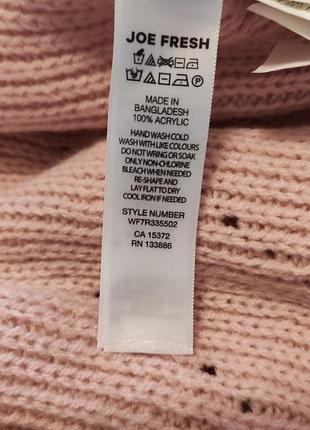 JOE FRESH
MADE IN
BANGLADESH
100% ACRYLIC
HAND WASH COLD
WASH WITH LIKE COLOURS
DO NOT WRING OR SOAK
ONLY NON-CHLORINE
BLEACH WHEN NEEDED
RE-SHAPE AND
LAY FLAT TO DRY
COOL IRON IF NEEDED
STYLE NUMBER
WF7R335502
CA 15372
RN 133886